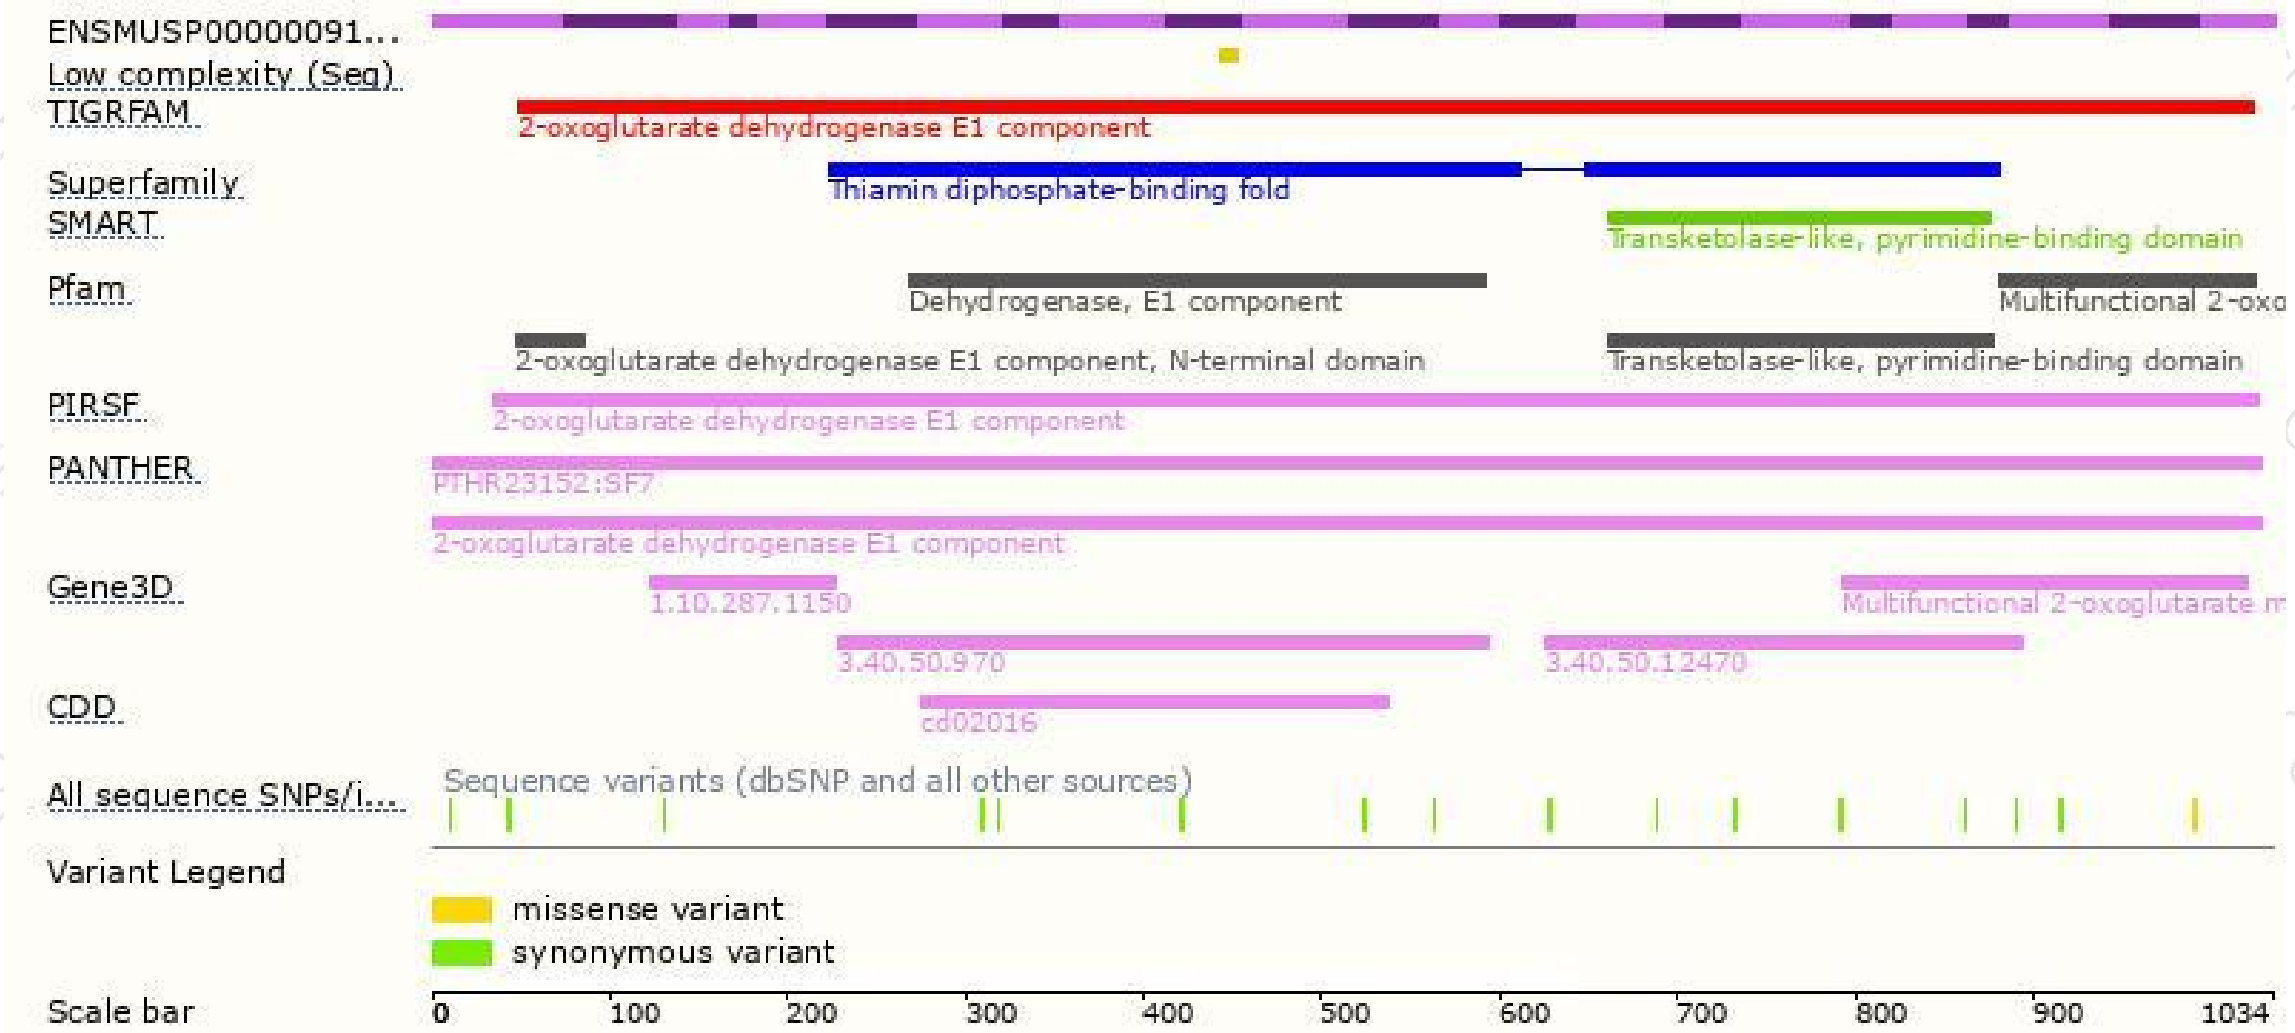 ENSMUSP00000091...
Low complexity (Seg)
TIGRFAM
2-oxoglutarate dehydrogenase E1 component
Superfamily
Thiamin diphosphate-binding fold
SMART
Transketolase-like, pyrimidine-binding domain
Pfam
Dehydrogenase, E1 component
Multifunctional 2-oxo
2-oxoglutarate dehydrogenase E1 component, N-terminal domain
Transketolase-like, pyrimidine-binding domain
PIRSF
2-oxoglutarate dehydrogenase E1 component
PANTHER
PTHR23152:SF7
2-oxoglutarate dehydrogenase E1 component
Gene3D
1.10.287.1150
Multifunctional 2-oxoglutarate m
3.40.50.970
3.40.50.12470
CDD
cd02016
Sequence variants (dbSNP and all other sources)
All sequence SNPs/i...
Variant Legend
missense variant
synonymous variant
Scale bar
0 100 200 300 400 500 600 700 800 900 1034